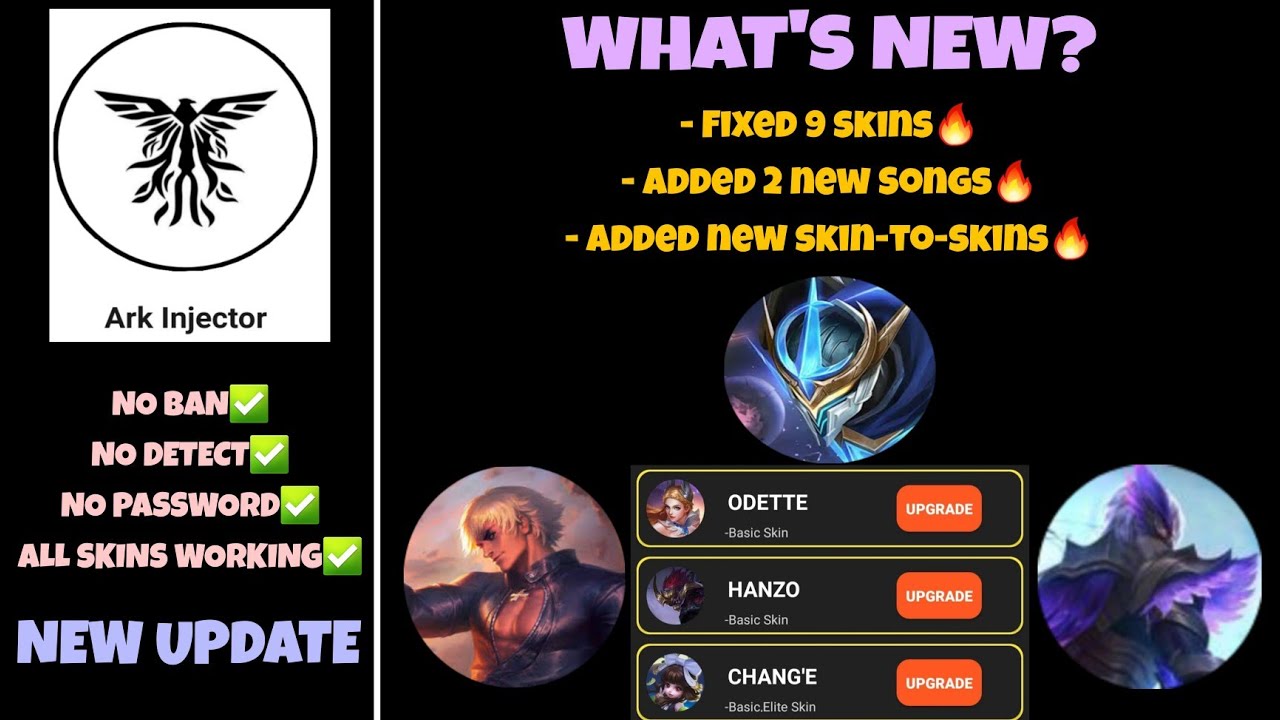 Ark Injector
NO BAN✅
NO DETECT✅
NO PASSWORD✅
ALL SKINS WORKING✅
NEW UPDATE
WHAT'S NEW?
- Fixed 9 skins🔥
- Added 2 new songs🔥
- Added new skin-to-skins🔥
ODETTE
-Basic Skin
UPGRADE
HANZO
-Basic Skin
UPGRADE
CHANG'E
-Basic.Elite Skin
UPGRADE